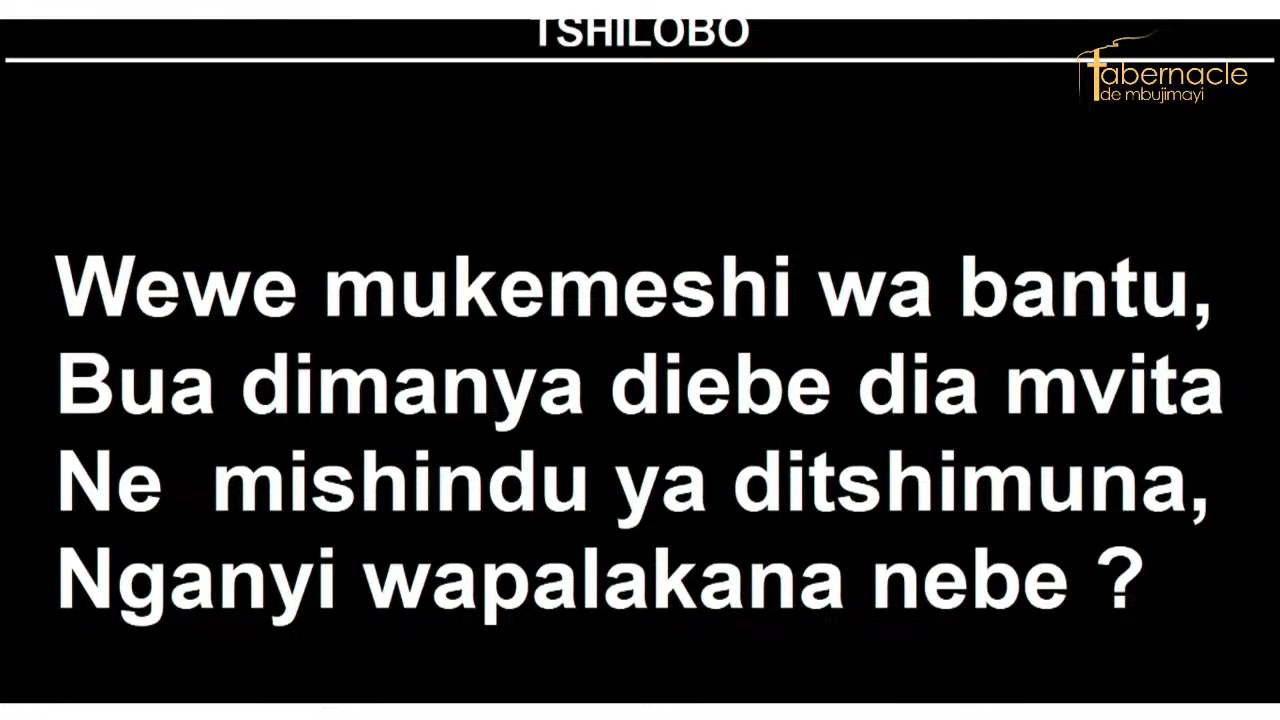 TSHILOBO
tabernacle
de mbujimayi
Wewe mukemeshi wa bantu,
Bua dimanya diebe dia mvita
Ne mishindu ya ditshimuna,
Nganyi wapalakana nebe ?